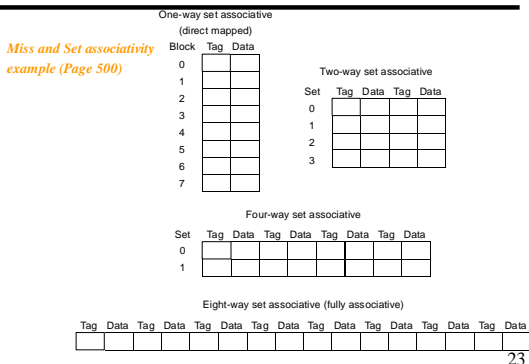 One-way set associative
(direct mapped)
Miss and Set associativity
example (Page 500)
Block Tag Data
0
1
2
3
4
5
6
7
Two-way set associative
Set Tag Data Tag Data
0
1
2
3
Four-way set associative
Set Tag Data Tag Data Tag Data Tag Data
0
1
Eight-way set associative (fully associative)
Tag Data Tag Data Tag Data Tag Data Tag Data Tag Data Tag Data Tag Data
23